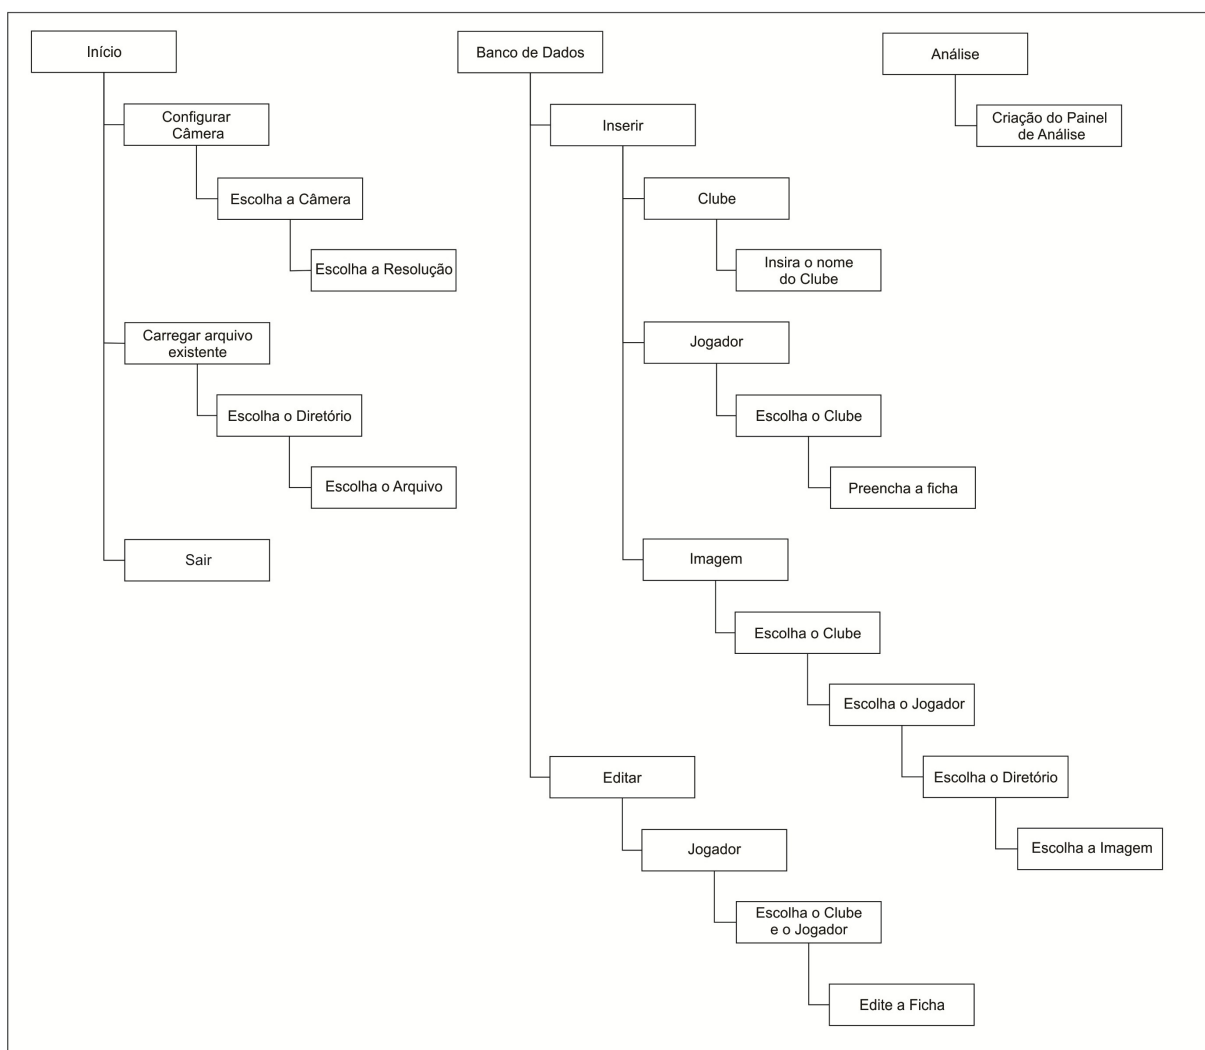 Início
Configurar
Câmera
Escolha a Câmera
Escolha a Resolução
Carregar arquivo
existente
Escolha o Diretório
Escolha o Arquivo
Sair
Banco de Dados
Inserir
Clube
Insira o nome
do Clube
Jogador
Escolha o Clube
Preencha a ficha
Imagem
Escolha o Clube
Escolha o Jogador
Escolha o Diretório
Escolha a Imagem
Editar
Jogador
Escolha o Clube
e o Jogador
Edite a Ficha
Análise
Criação do Painel
de Análise